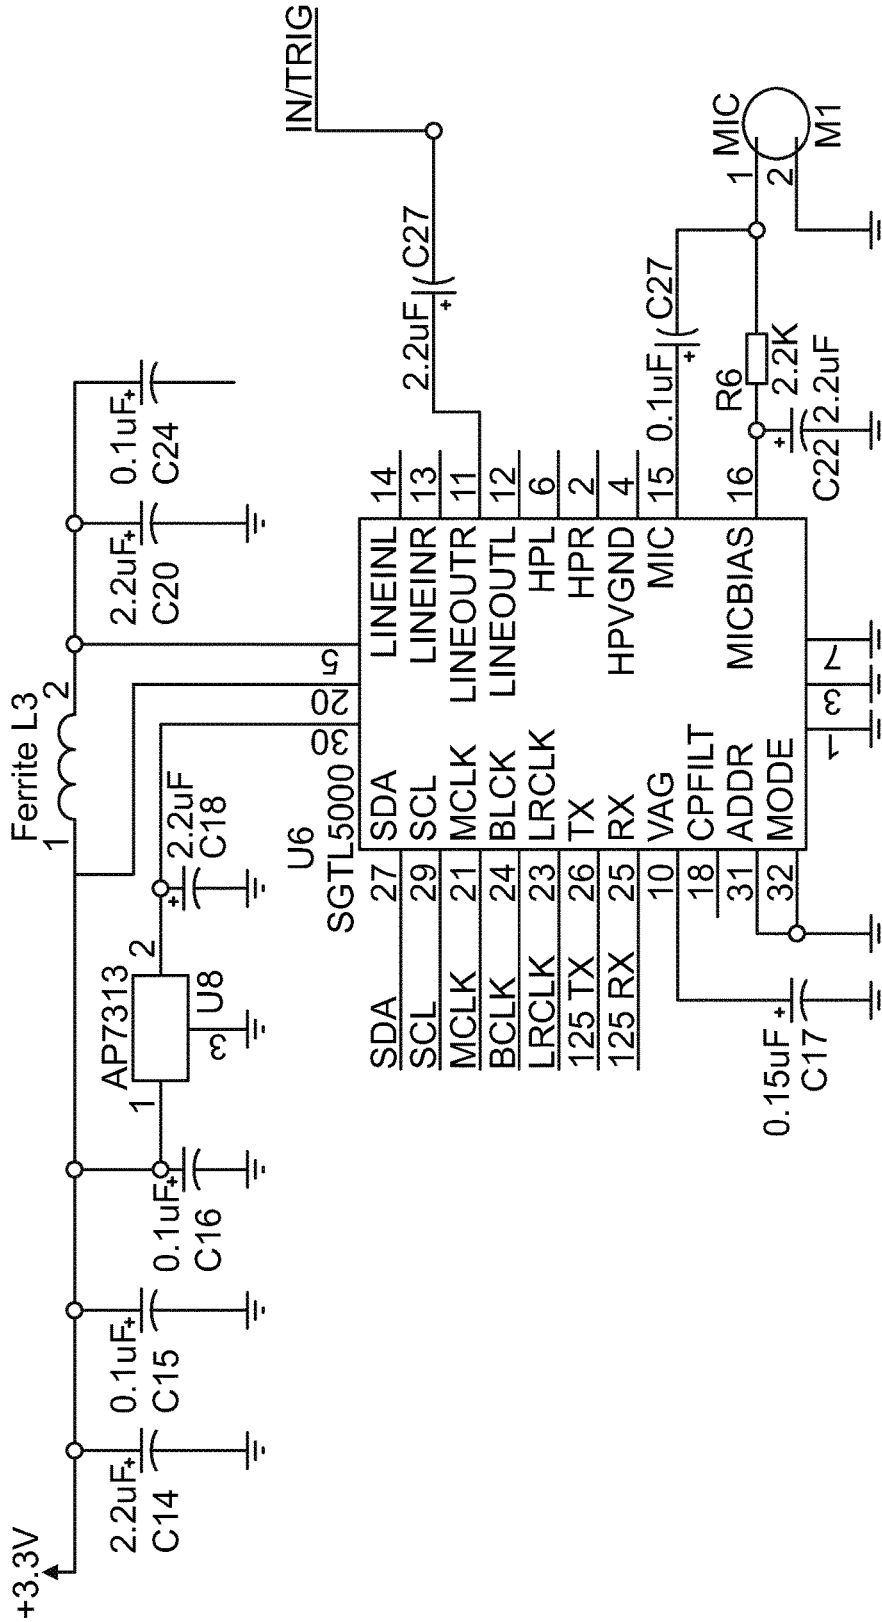 +3.3V
2.2uF
C14
0.1uF
C15
0.1uF
C16
1
AP7313
2
U8
3
2.2uF
C18
Ferrite L3
1
2
2.2uF
C20
0.1uF
C24
U6
SGTL5000
30
20
5
SDA
27
SDA
SCL
29
SCL
MCLK
21
MCLK
BCLK
24
BLCK
LRCLK
23
LRCLK
125 TX
26
TX
125 RX
25
RX
10
VAG
18
CPFILT
31
ADDR
32
MODE
0.15uF
C17
LINEINL
14
LINEINR
13
LINEOUTR
11
LINEOUTL
12
HPL
6
HPR
2
HPVGND
4
MIC
15
MICBIAS
16
1
3
7
2.2uF
C27
IN/TRIG
0.1uF
C27
R6
2.2K
C22
2.2uF
MIC
1
2
M1